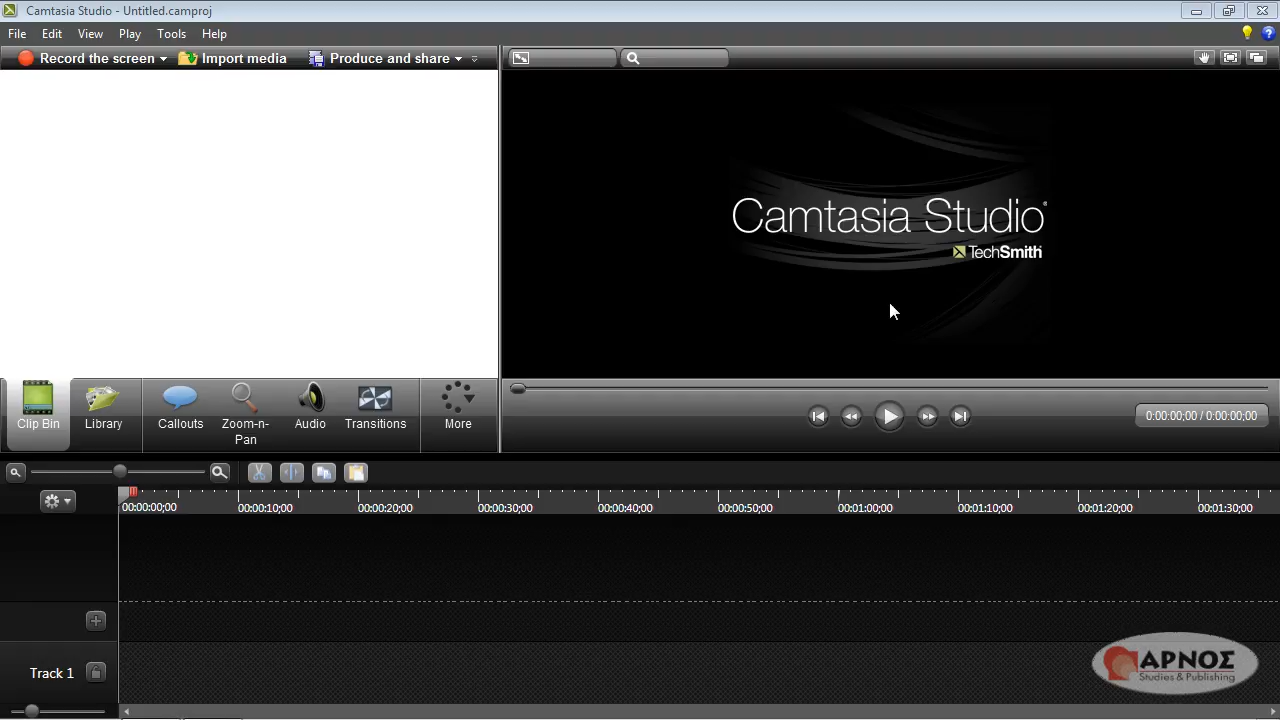 Camtasia Studio - Untitled.camproj
File Edit View Play Tools Help
Record the screen Import media Produce and share
Camtasia Studio®
TechSmith
Clip Bin Library Callouts Zoom-n-Pan Audio Transitions More
0:00:00;00 / 0:00:00;00
00:00:00;00 00:00:10;00 00:00:20;00 00:00:30;00 00:00:40;00 00:00:50;00 00:01:00;00 00:01:10;00 00:01:20;00 00:01:30;00
Track 1
ΑΡΝΟΣ
Studies & Publishing